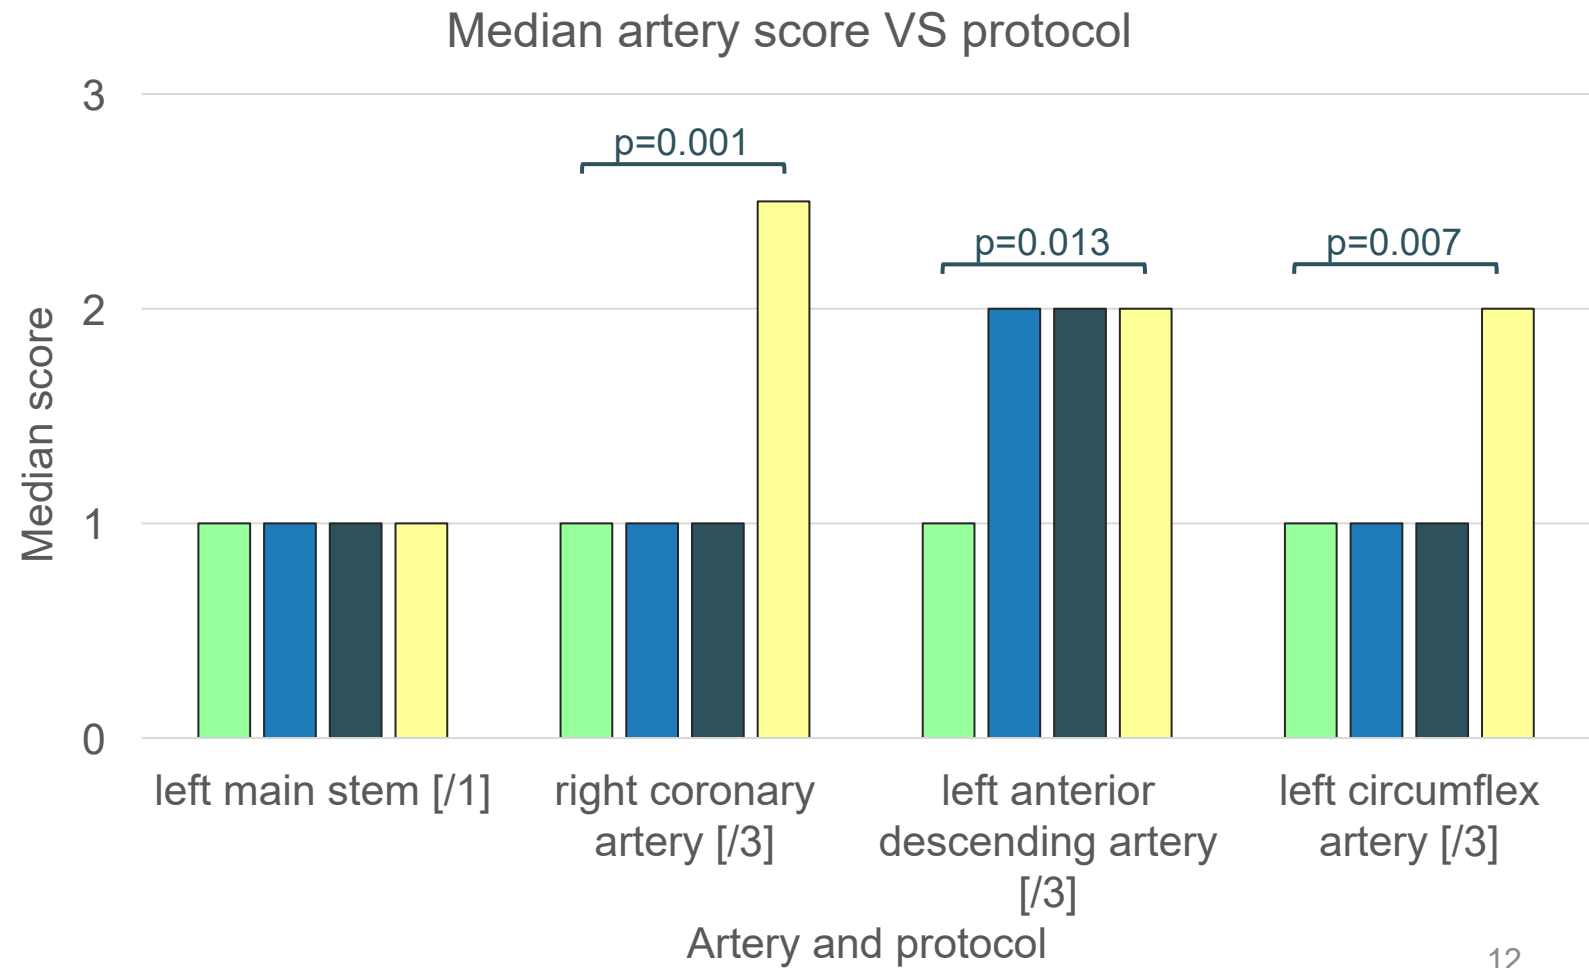 Median artery score VS protocol
3
p=0.001
p=0.013
p=0.007
2
1
0
Median score
left main stem [/1]
right coronary
artery [/3]
left anterior
descending artery
[/3]
left circumflex
artery [/3]
Artery and protocol
12